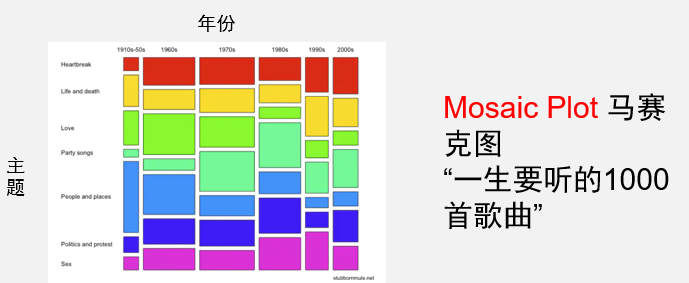 年份
1910s-50s 1960s 1970s 1980s 1990s 2000s
Heartbreak
Life and death
Love
Party songs
People and places
Politics and protest
Sex
stubbornmule.net
主
题
Mosaic Plot 马赛
克图
“一生要听的1000
首歌曲”